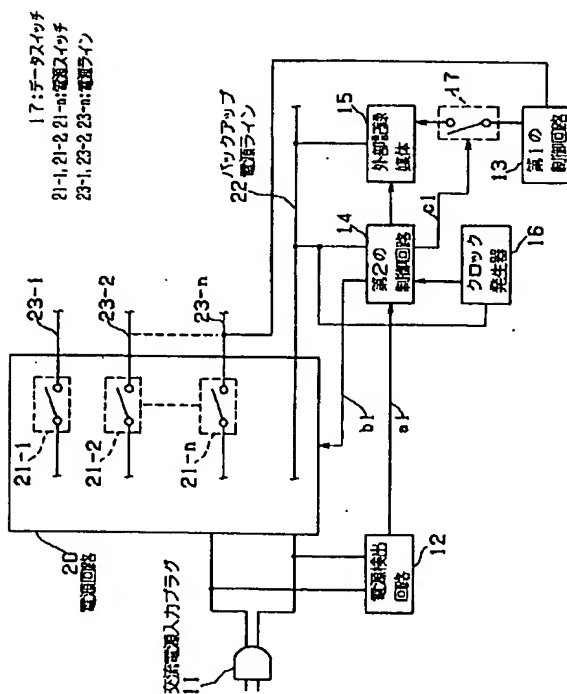 17:データスイッチ
21-1,21-2,21-n:電源スイッチ
23-1,23-2,23-n:電源ライン
23-1
23-2
23-n
22
バックアップ
電源ライン
21-1
21-2
21-n
20
電源回路
交流電源入力プラグ
11
12
電源検出
回路
a1
b1
c1
14
第2の
制御回路
15
外部記録
媒体
17
16
クロック
発生器
13
第1の
制御回路